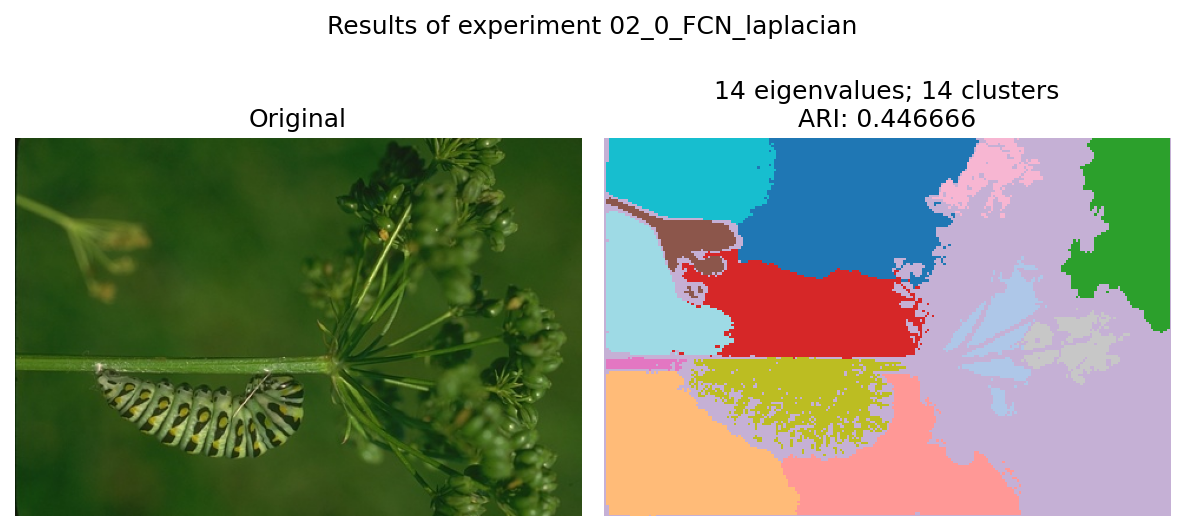 Results of experiment 02_0_FCN_laplacian
Original
14 eigenvalues; 14 clusters
ARI: 0.446666